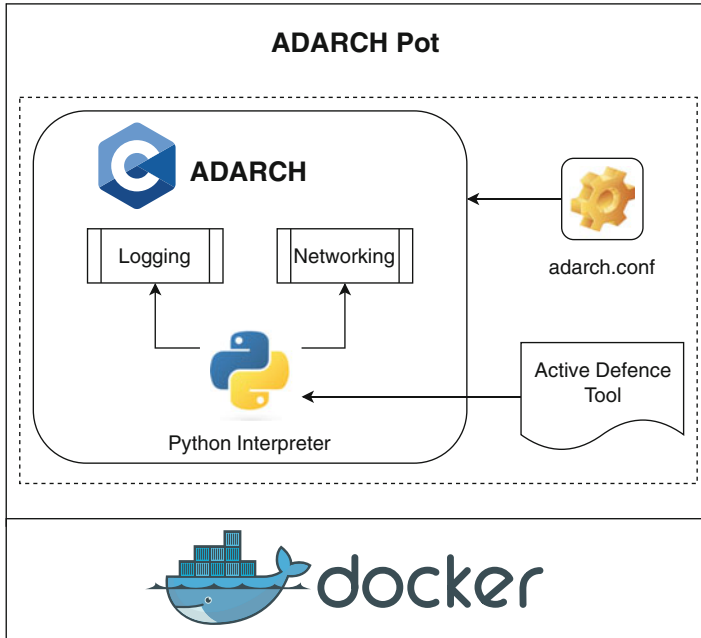 ADARCH Pot
C
ADARCH
Logging
Networking
adarch.conf
Active Defence
Tool
Python Interpreter
docker